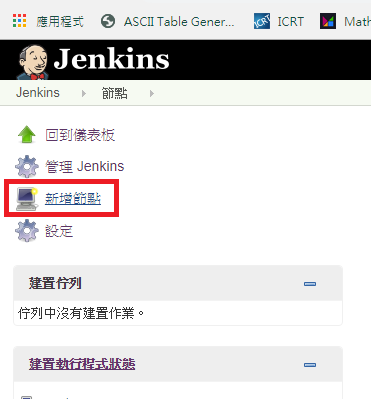 應用程式 ASCII Table Gener... ICRT Math
Jenkins
Jenkins 節點
回到儀表板
管理 Jenkins
新增節點
設定
建置佇列
佇列中沒有建置作業。
建置執行程式狀態